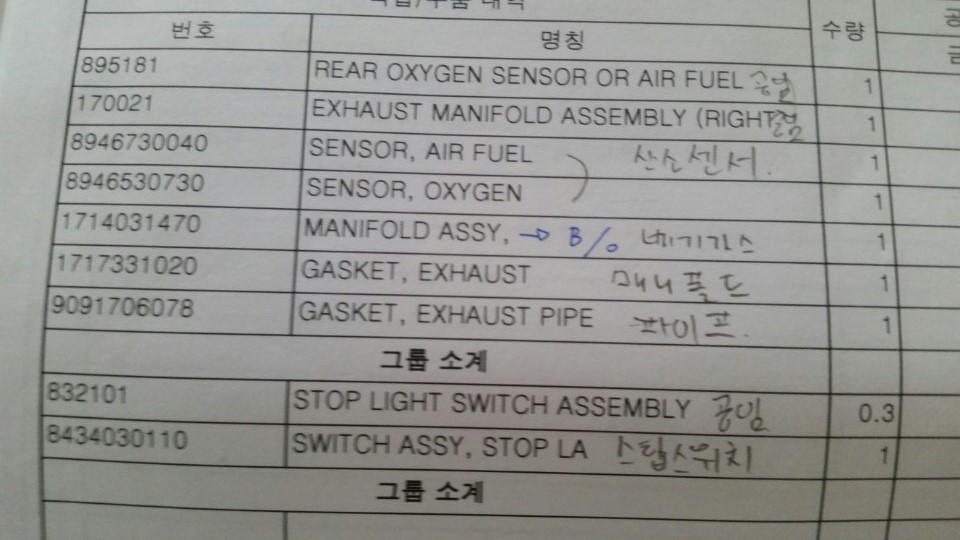 번호 명칭 수량
895181 REAR OXYGEN SENSOR OR AIR FUEL 공임 1
170021 EXHAUST MANIFOLD ASSEMBLY (RIGHT 1
8946730040 SENSOR, AIR FUEL 산소센서. 1
8946530730 SENSOR, OXYGEN 1
1714031470 MANIFOLD ASSY, → B/O 배기가스 1
1717331020 GASKET, EXHAUST 매니폴드 1
9091706078 GASKET, EXHAUST PIPE 파이프. 1
그룹 소계
832101 STOP LIGHT SWITCH ASSEMBLY 공임 0.3
8434030110 SWITCH ASSY, STOP LA 스탑스위치 1
그룹 소계